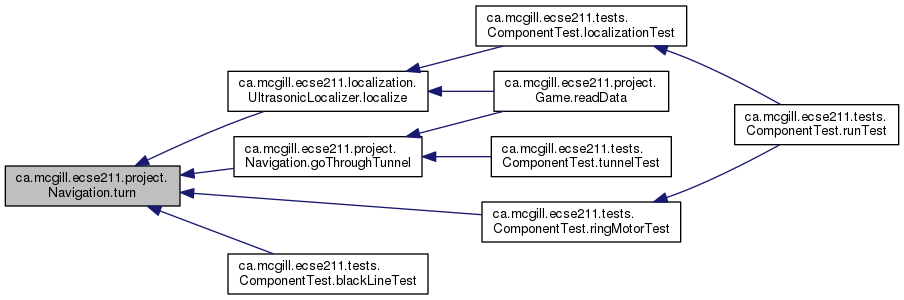 ca.mcgill.ecse211.tests.
ComponentTest.localizationTest
ca.mcgill.ecse211.localization.
UltrasonicLocalizer.localize
ca.mcgill.ecse211.project.
Game.readData
ca.mcgill.ecse211.tests.
ComponentTest.runTest
ca.mcgill.ecse211.project.
Navigation.goThroughTunnel
ca.mcgill.ecse211.tests.
ComponentTest.tunnelTest
ca.mcgill.ecse211.project.
Navigation.turn
ca.mcgill.ecse211.tests.
ComponentTest.ringMotorTest
ca.mcgill.ecse211.tests.
ComponentTest.blackLineTest